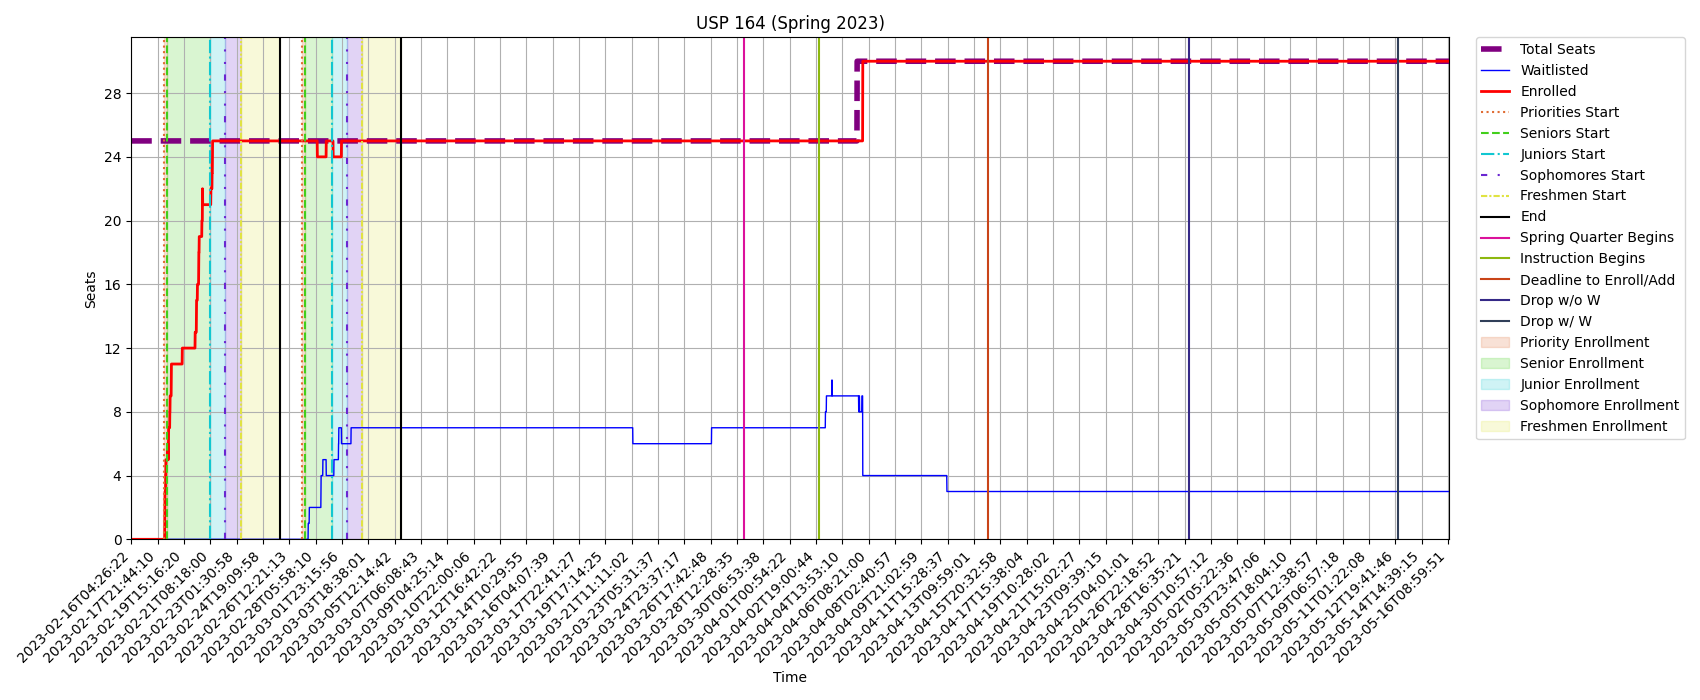 USP 164 (Spring 2023)
Seats
28
24
20
16
12
8
4
0
2023-02-16T04:26:22
2023-02-17T21:44:10
2023-02-19T15:16:20
2023-02-21T08:18:00
2023-02-23T01:30:58
2023-02-24T19:09:58
2023-02-26T12:21:13
2023-02-28T05:58:10
2023-03-01T23:15:56
2023-03-03T18:38:01
2023-03-05T12:14:42
2023-03-07T06:08:43
2023-03-09T04:25:14
2023-03-10T22:00:06
2023-03-12T16:42:22
2023-03-14T10:29:55
2023-03-16T04:07:39
2023-03-17T22:41:27
2023-03-19T17:14:25
2023-03-21T11:11:02
2023-03-23T05:31:37
2023-03-24T23:37:17
2023-03-26T17:42:48
2023-03-28T12:28:35
2023-03-30T06:53:38
2023-04-01T00:54:22
2023-04-02T19:00:44
2023-04-04T13:53:10
2023-04-06T08:21:00
2023-04-08T02:40:57
2023-04-09T21:02:59
2023-04-11T15:28:37
2023-04-13T09:59:01
2023-04-15T20:32:58
2023-04-17T15:38:04
2023-04-19T10:28:02
2023-04-21T15:02:27
2023-04-23T09:39:15
2023-04-25T04:01:01
2023-04-26T22:18:52
2023-04-28T16:35:21
2023-04-30T10:57:12
2023-05-02T05:22:36
2023-05-03T23:47:06
2023-05-05T18:04:10
2023-05-07T12:38:57
2023-05-09T06:57:18
2023-05-11T01:22:08
2023-05-12T19:41:46
2023-05-14T14:39:15
2023-05-16T08:59:51
Time
Total Seats
Waitlisted
Enrolled
Priorities Start
Seniors Start
Juniors Start
Sophomores Start
Freshmen Start
End
Spring Quarter Begins
Instruction Begins
Deadline to Enroll/Add
Drop w/o W
Drop w/ W
Priority Enrollment
Senior Enrollment
Junior Enrollment
Sophomore Enrollment
Freshmen Enrollment